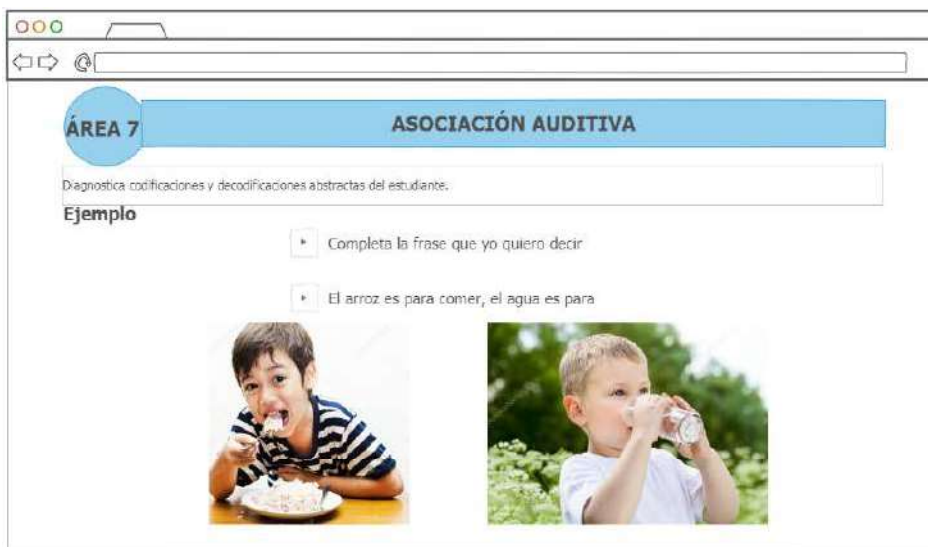 ÁREA 7
ASOCIACIÓN AUDITIVA
Diagnostica codificaciones y decodificaciones abstractas del estudiante.
Ejemplo
Completa la frase que yo quiero decir
El arroz es para comer, el agua es para